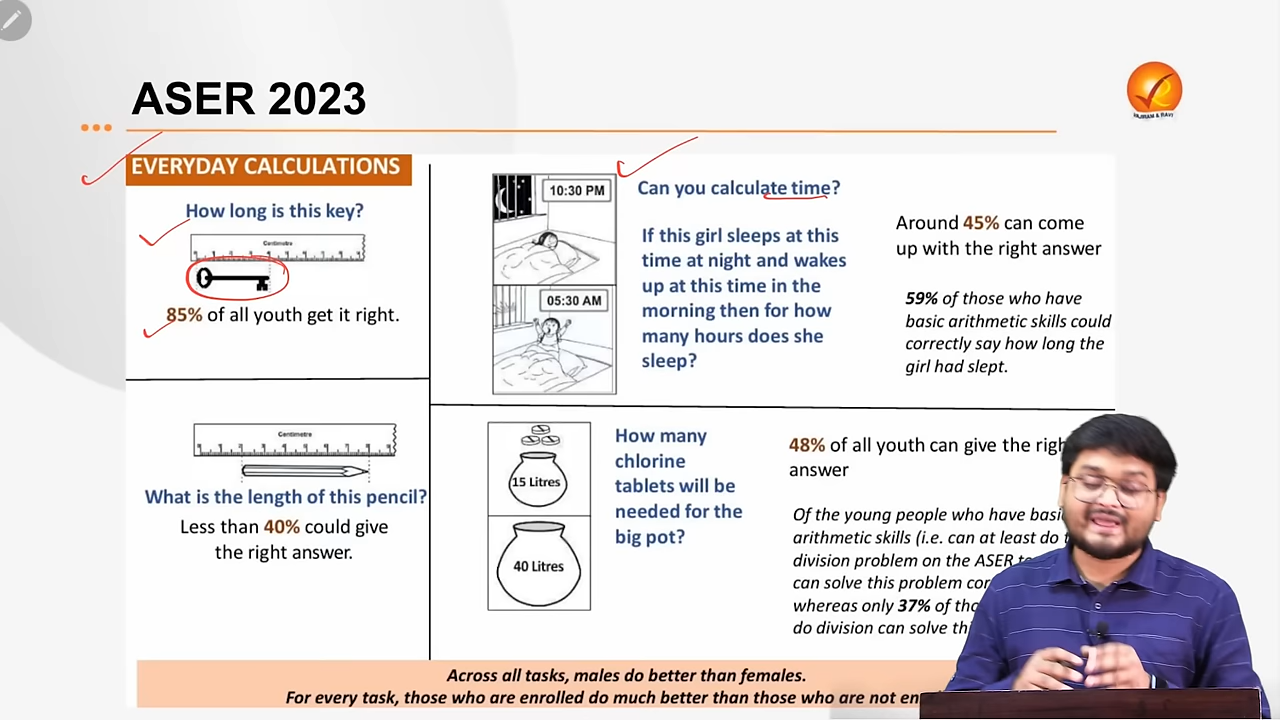 ASER 2023
VAJIRAM & RAVI
EVERYDAY CALCULATIONS
How long is this key?
Centimetre
85% of all youth get it right.
10:30 PM
05:30 AM
Can you calculate time?
If this girl sleeps at this
time at night and wakes
up at this time in the
morning then for how
many hours does she
sleep?
Around 45% can come
up with the right answer
59% of those who have
basic arithmetic skills could
correctly say how long the
girl had slept.
Centimetre
What is the length of this pencil?
Less than 40% could give
the right answer.
15 Litres
40 Litres
How many
chlorine
tablets will be
needed for the
big pot?
48% of all youth can give the
answer
Of the young people who have
arithmetic skills (i.e. can at least do
division problem on the ASER
can solve this problem
whereas only 37% of
do division can solve
Across all tasks, males do better than females.
For every task, those who are enrolled do much better than those who are not